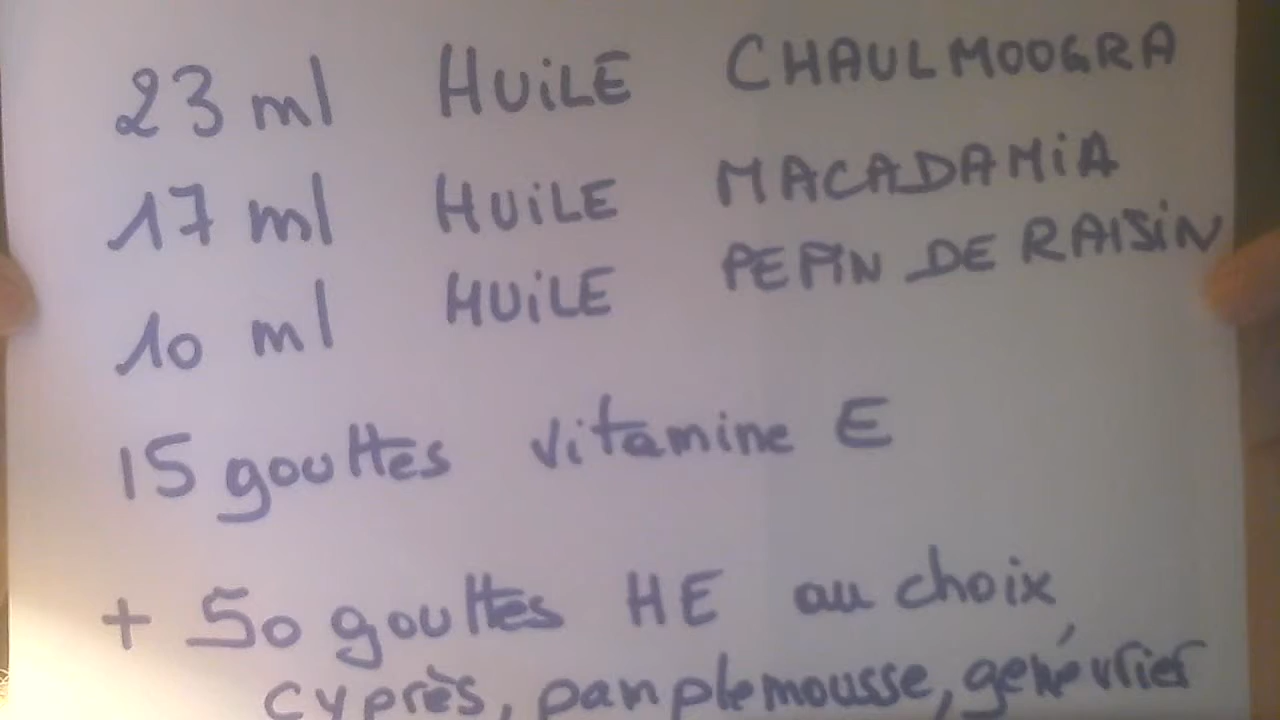 23 ml HUiLE CHAULMOOGRA
17 ml HUiLE MACADAMiA
10 ml HUiLE PEPIN DE RAISiN
15 gouttes vitamine E
+ 50 gouttes HE au choix
cyprès, pamplemousse, genévrier